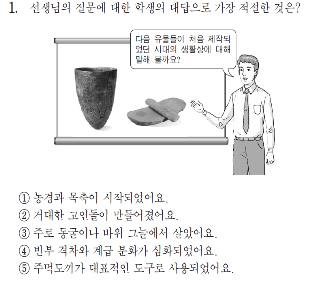 1. 선생님의 질문에 대한 학생의 대답으로 가장 적절한 것은?
다음 유물들이 처음 제작되
었던 시대의 생활상에 대해
말해 볼까요?
① 농경과 목축이 시작되었어요.
② 거대한 고인돌이 만들어졌어요.
③ 주로 동굴이나 바위 그늘에서 살았어요.
④ 빈부 격차와 계급 분화가 심화되었어요.
⑤ 주먹도끼가 대표적인 도구로 사용되었어요.